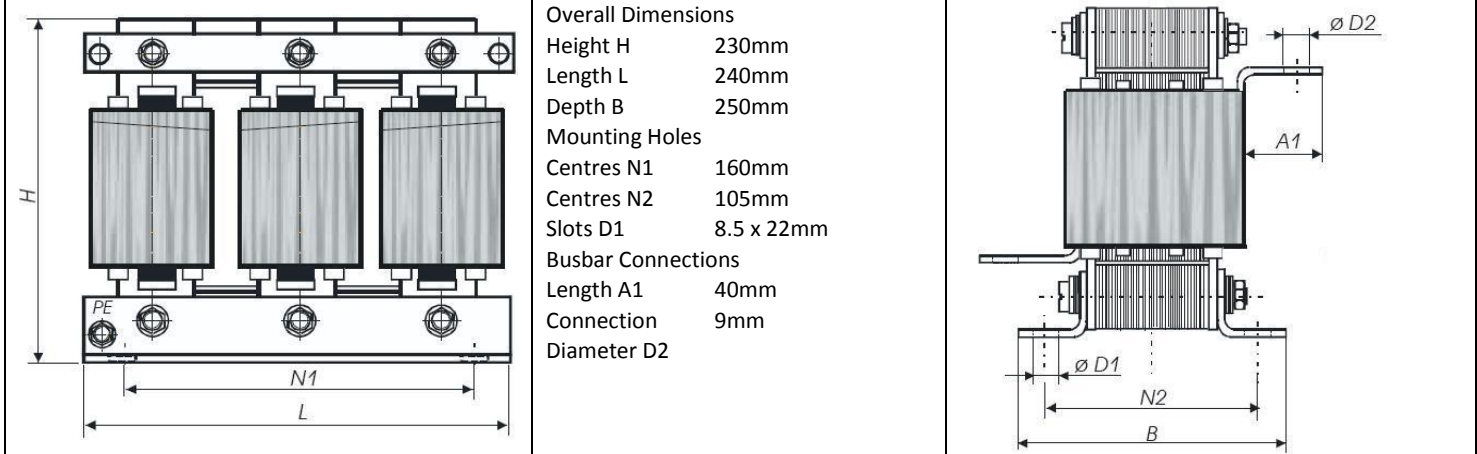 H
PE
N1
L
Overall Dimensions
Height H 230mm
Length L 240mm
Depth B 250mm
Mounting Holes
Centres N1 160mm
Centres N2 105mm
Slots D1 8.5 x 22mm
Busbar Connections
Length A1 40mm
Connection 9mm
Diameter D2
ø D2
A1
ø D1
N2
B